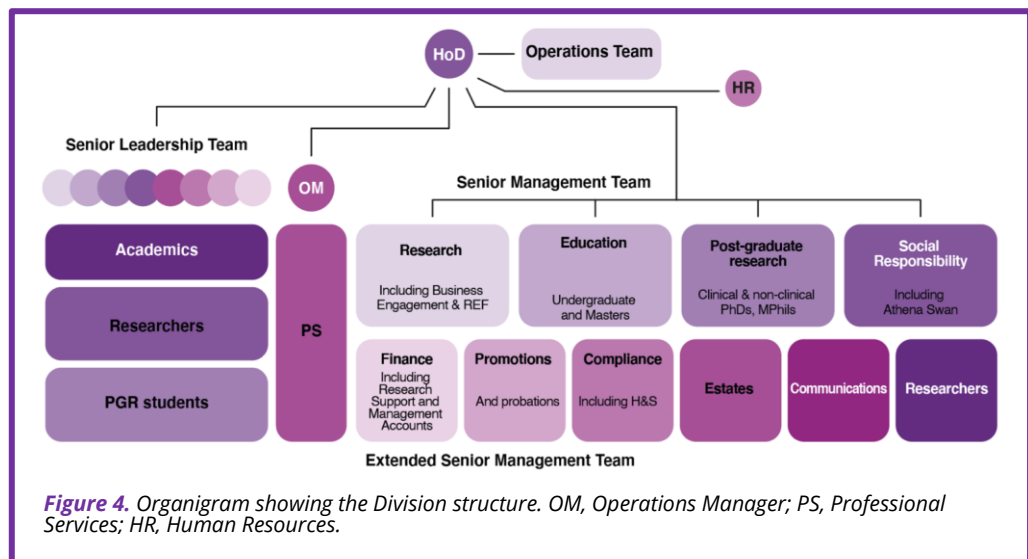 HoD
Operations Team
HR
Senior Leadership Team
OM
Senior Management Team
Academics
Researchers
PGR students
PS
Research
Including Business
Engagement & REF
Education
Undergraduate
and Masters
Post-graduate
research
Clinical & non-clinical
PhDs, MPhils
Social
Responsibility
Including
Athena Swan
Finance
Including
Research
Support and
Management
Accounts
Promotions
And probations
Compliance
Including H&S
Estates
Communications
Researchers
Extended Senior Management Team
Figure 4. Organigram showing the Division structure. OM, Operations Manager; PS, Professional
Services; HR, Human Resources.